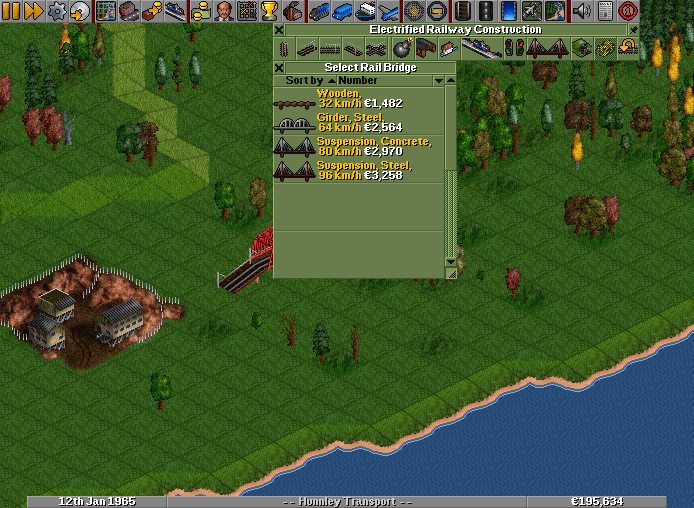 Electrified Railway Construction
Select Rail Bridge
Sort by Number
Wooden,
32 km/h €1,482
Girder, Steel,
64 km/h €2,564
Suspension, Concrete,
80 km/h €2,970
Suspension, Steel,
96 km/h €3,258
12th Jan 1965 -- Hunnley Transport -- €195,634